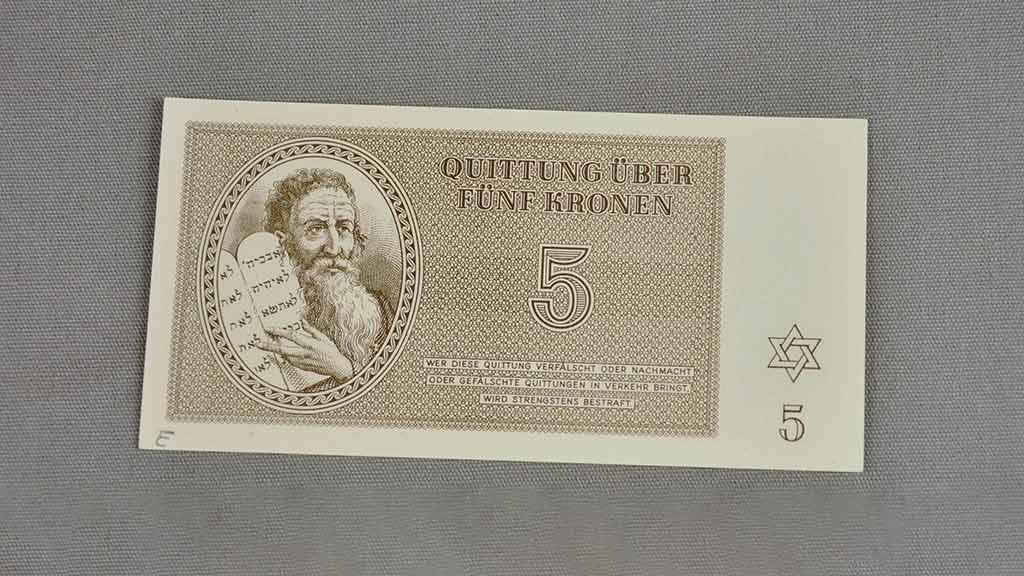 QUITTUNG ÜBER
FÜNF KRONEN
5
WER DIESE QUITTUNG VERFÄLSCHT ODER NACHMACHT
ODER GEFÄLSCHTE QUITTUNGEN IN VERKEHR BRINGT
WIRD STRENGSTENS BESTRAFT
5
E